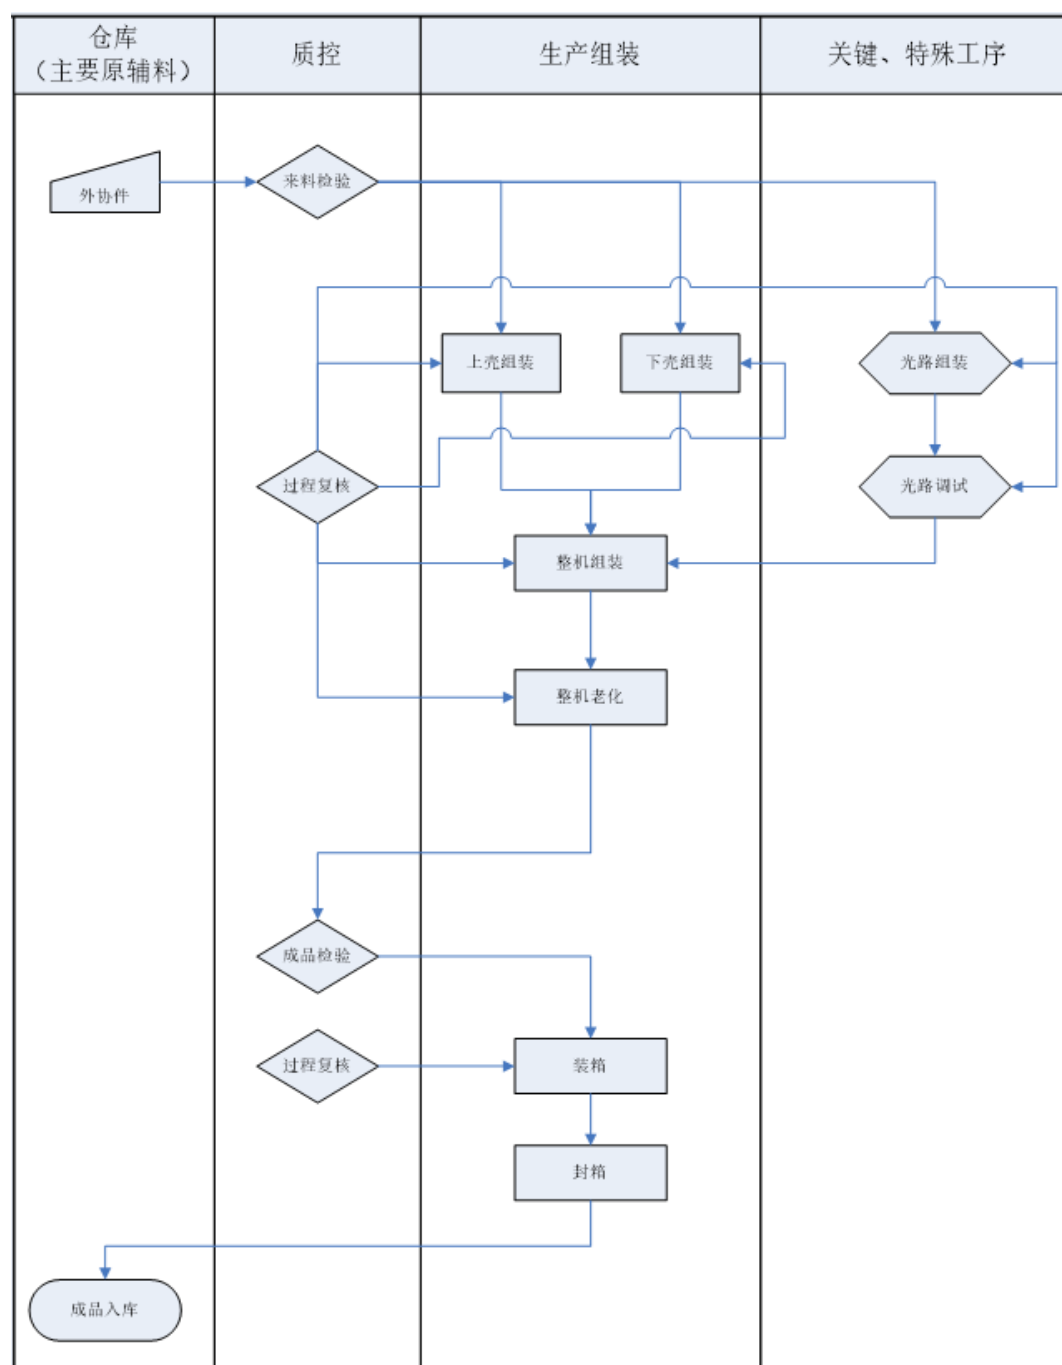 仓库
（主要原辅料）
质控
生产组装
关键、特殊工序
外协件
来料检验
上壳组装
下壳组装
光路组装
过程复核
光路调试
整机组装
整机老化
成品检验
过程复核
装箱
封箱
成品入库